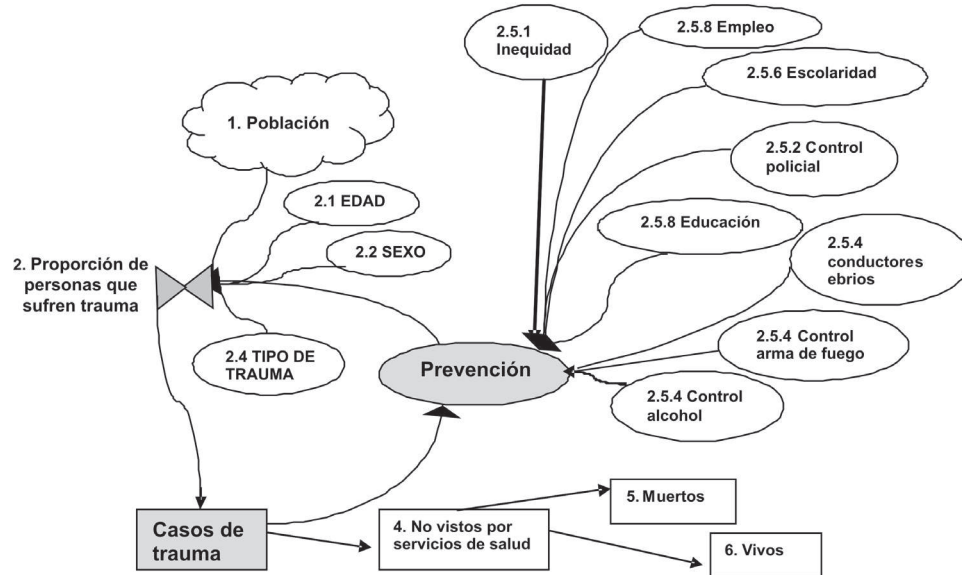 2.5.1
Inequidad
2.5.8 Empleo
2.5.6 Escolaridad
1. Población
2.5.2 Control
policial
2.1 EDAD
2.5.8 Educación
2.2 SEXO
2.5.4
conductores
ebrios
2. Proporción de
personas que
sufren trauma
2.4 TIPO DE
TRAUMA
Prevención
2.5.4 Control
arma de fuego
2.5.4 Control
alcohol
Casos de
trauma
4. No vistos por
servicios de salud
5. Muertos
6. Vivos